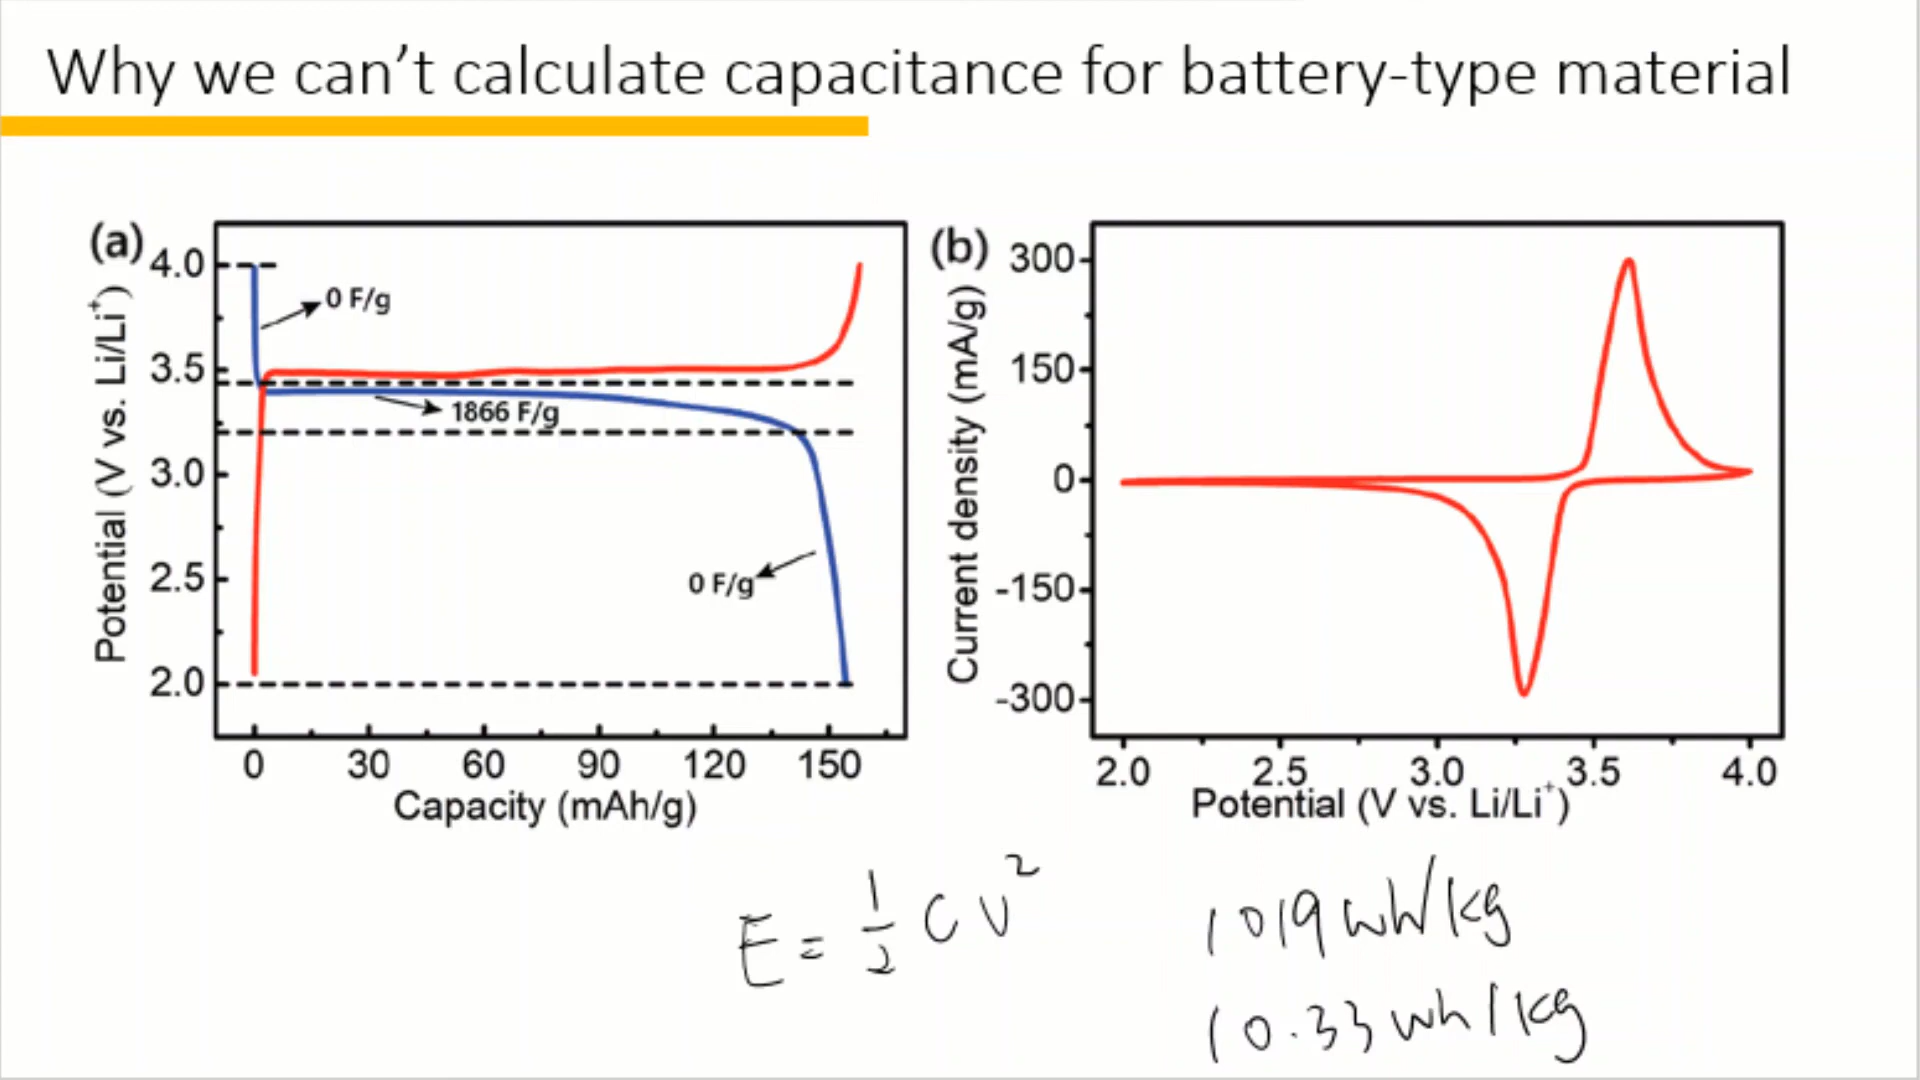 Why we can't calculate capacitance for battery-type material
(a)
Potential (V vs. Li/Li⁺)
4.0
3.5
3.0
2.5
2.0
0 F/g
1866 F/g
0 F/g
0 30 60 90 120 150
Capacity (mAh/g)
(b)
Current density (mA/g)
300
150
0
-150
-300
2.0 2.5 3.0 3.5 4.0
Potential (V vs. Li/Li⁺)
E = 1/2 CV²
1019 wh/kg
10.33 wh/kg